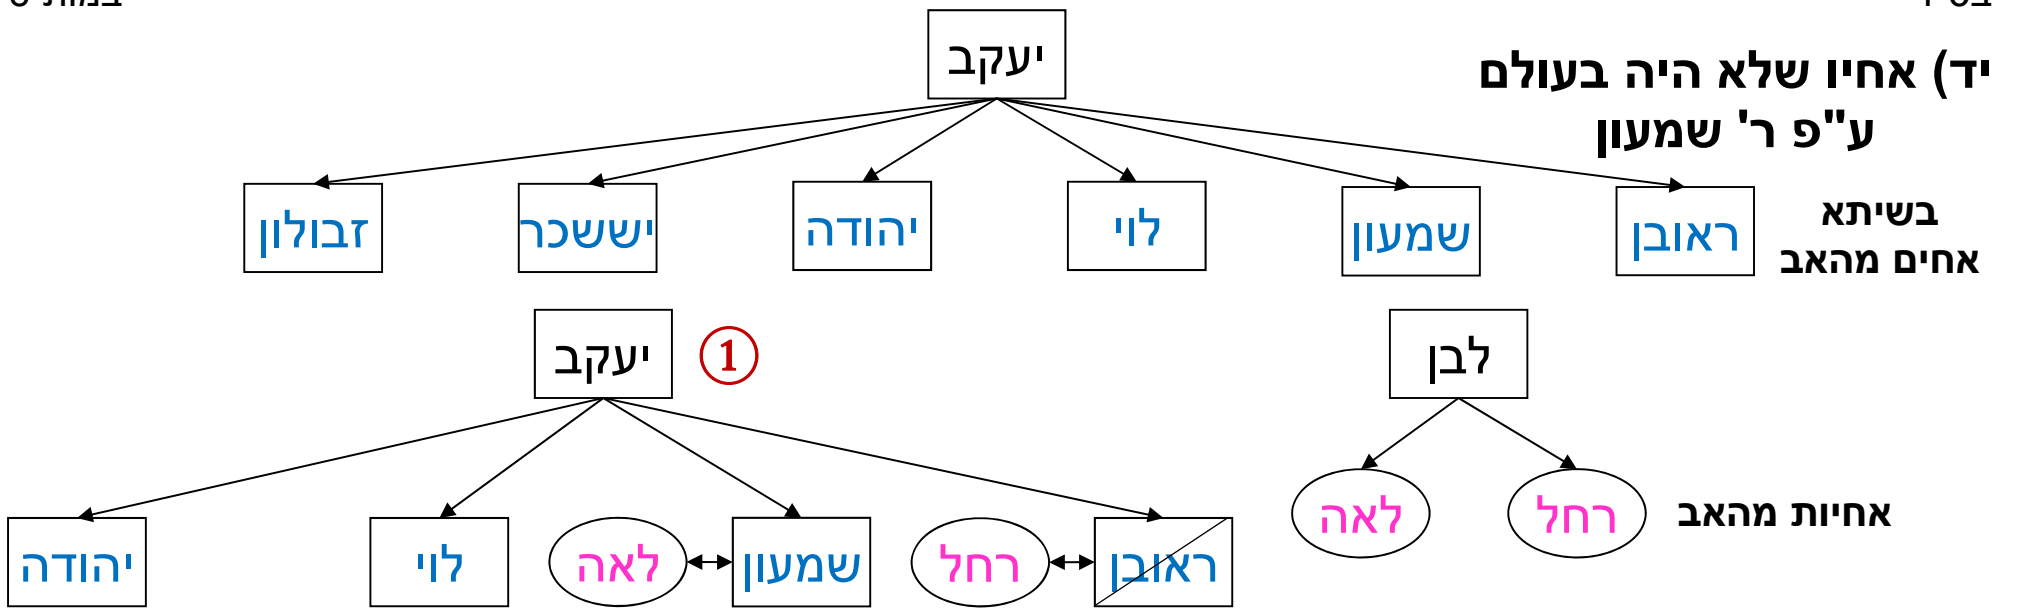 יד) אחיו שלא היה בעולם
ע"פ ר' שמעון
יעקב
בשיתא
אחים מהאב
ראובן
שמעון
לוי
יהודה
יששכר
זבולון
לבן
①
יעקב
אחיות מהאב
רחל
לאה
ראובן
רחל
שמעון
לאה
לוי
יהודה